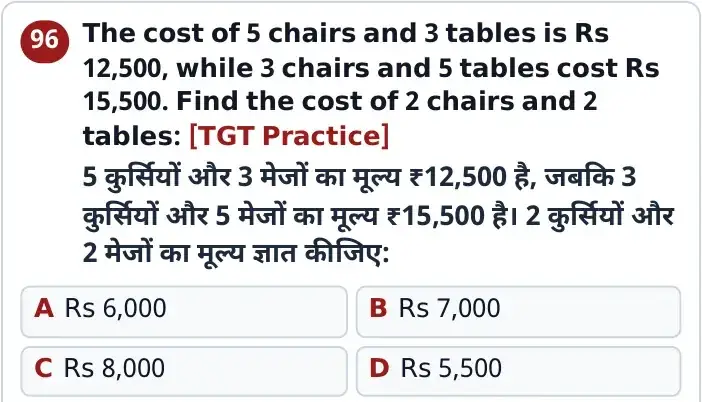 96 The cost of 5 chairs and 3 tables is Rs
12,500, while 3 chairs and 5 tables cost Rs
15,500. Find the cost of 2 chairs and 2
tables: [TGT Practice]
5 कुर्सियों और 3 मेजों का मूल्य ₹12,500 है, जबकि 3
कुर्सियों और 5 मेजों का मूल्य ₹15,500 है। 2 कुर्सियों और
2 मेजों का मूल्य ज्ञात कीजिए:
A Rs 6,000
B Rs 7,000
C Rs 8,000
D Rs 5,500